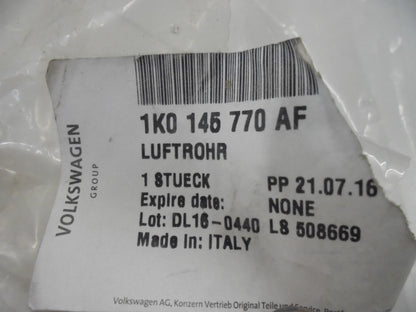 VOLKSWAGEN
GROUP
1K0 145 770 AF
LUFTROHR
1 STUECK PP 21.07.16
Expire date: NONE
Lot: DL16-0440 LS 508669
Made in: ITALY
Volkswagen AG, Konzern Vertrieb Original Teile und Service